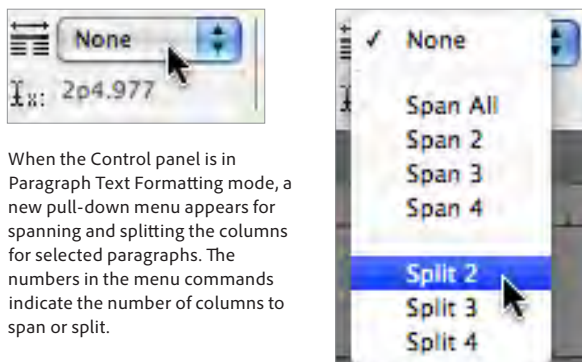 None
x: 2p4.977
When the Control panel is in
Paragraph Text Formatting mode, a
new pull-down menu appears for
spanning and splitting the columns
for selected paragraphs. The
numbers in the menu commands
indicate the number of columns to
span or split.
✓ None
Span All
Span 2
Span 3
Span 4
Split 2
Split 3
Split 4